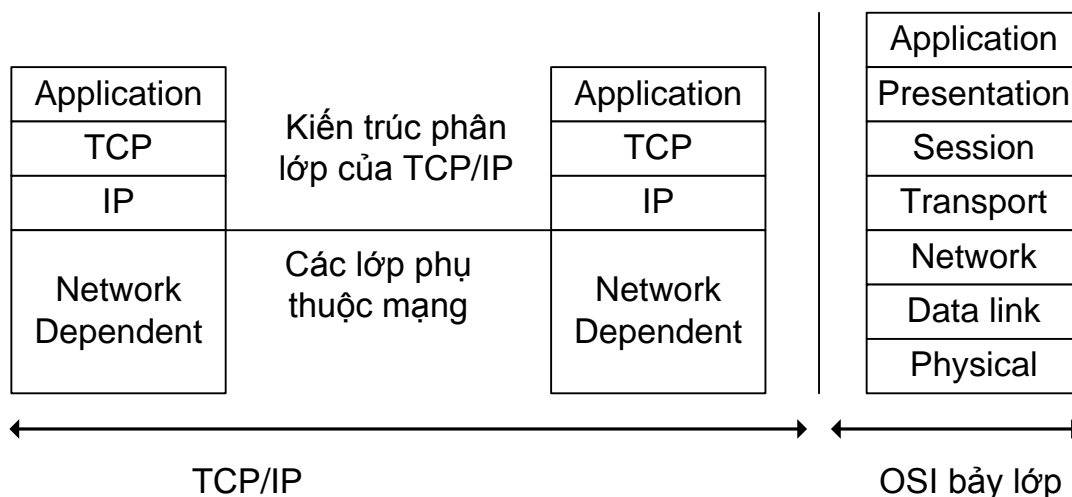 Application
TCP
IP
Network
Dependent
Kiến trúc phân
lớp của TCP/IP
Các lớp phụ
thuộc mạng
Application
TCP
IP
Network
Dependent
TCP/IP
Application
Presentation
Session
Transport
Network
Data link
Physical
OSI bảy lớp